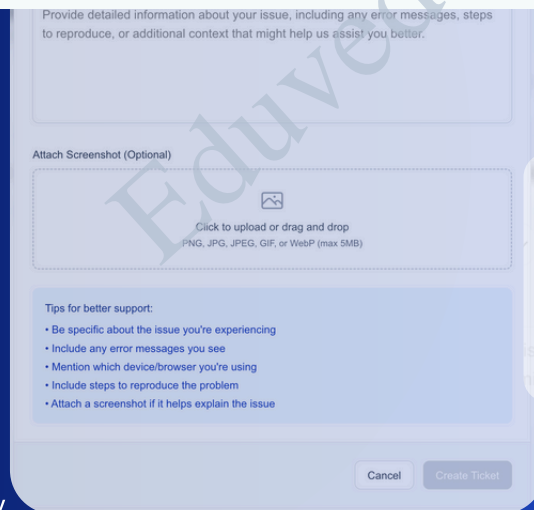 Provide detailed information about your issue, including any error messages, steps
to reproduce, or additional context that might help us assist you better.
Attach Screenshot (Optional)
Click to upload or drag and drop
PNG, JPG, JPEG, GIF, or WebP (max 5MB)
Tips for better support:
• Be specific about the issue you're experiencing
• Include any error messages you see
• Mention which device/browser you're using
• Include steps to reproduce the problem
• Attach a screenshot if it helps explain the issue
Cancel
Create Ticket